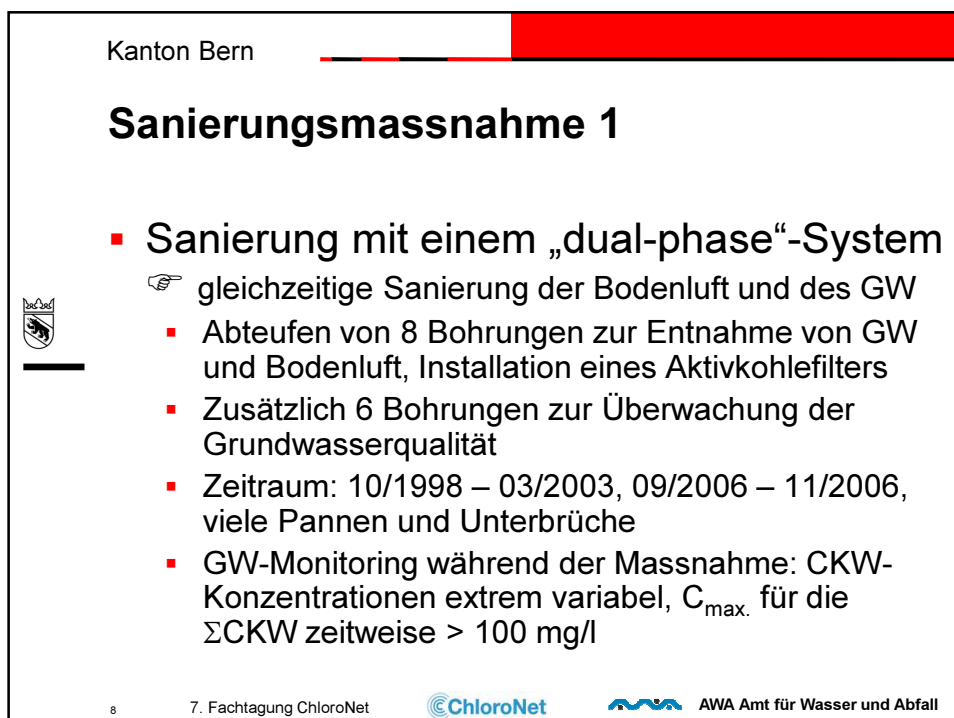 Kanton Bern
Sanierungsmassnahme 1
▪ Sanierung mit einem „dual-phase“-System
☞ gleichzeitige Sanierung der Bodenluft und des GW
▪ Abteufen von 8 Bohrungen zur Entnahme von GW
und Bodenluft, Installation eines Aktivkohlefilters
▪ Zusätzlich 6 Bohrungen zur Überwachung der
Grundwasserqualität
▪ Zeitraum: 10/1998 – 03/2003, 09/2006 – 11/2006,
viele Pannen und Unterbrüche
▪ GW-Monitoring während der Massnahme: CKW-
Konzentrationen extrem variabel, Cmax. für die
ΣCKW zeitweise > 100 mg/l
8 7. Fachtagung ChloroNet ChloroNet AWA Amt für Wasser und Abfall